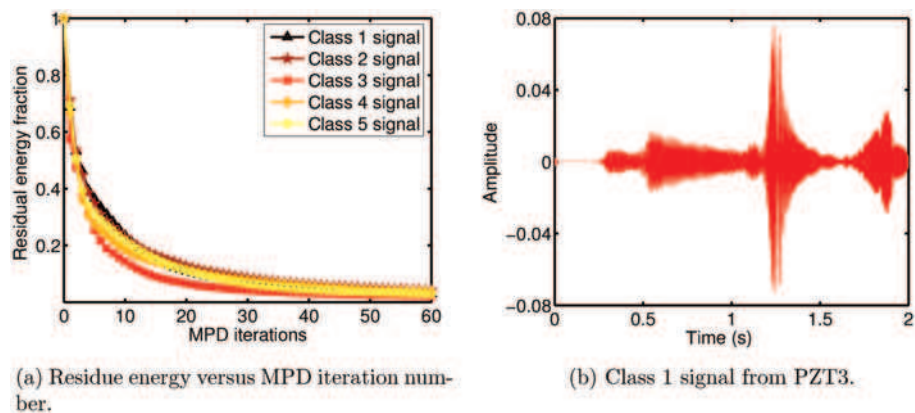 1
0.8
0.6
0.4
0.2
0
10
20
30
40
50
60
Residual energy fraction
MPD iterations
Class 1 signal
Class 2 signal
Class 3 signal
Class 4 signal
Class 5 signal
(a) Residue energy versus MPD iteration num-
ber.
0.08
0.04
0
-0.04
-0.08
0
0.5
1
1.5
2
Amplitude
Time (s)
(b) Class 1 signal from PZT3.